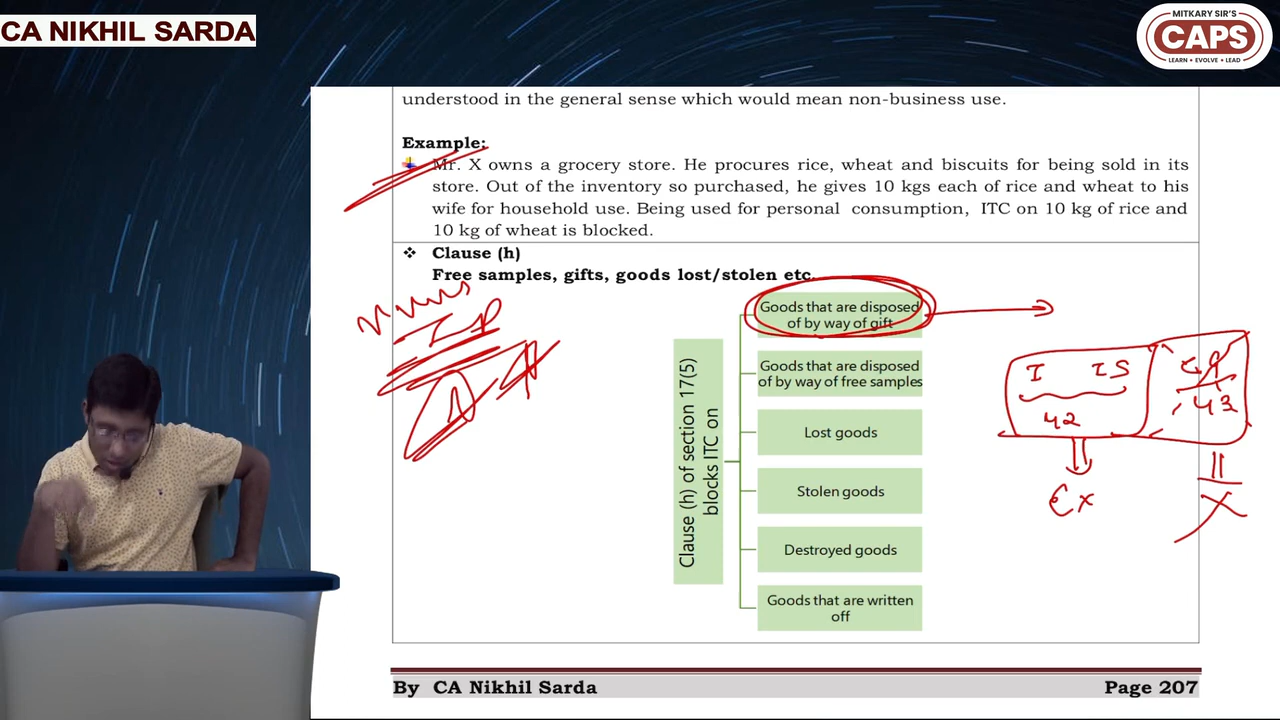 CA NIKHIL SARDA
MITKARY SIR'S
CAPS
LEARN • EVOLVE • LEAD
understood in the general sense which would mean non-business use.
Example:
Mr. X owns a grocery store. He procures rice, wheat and biscuits for being sold in its
store. Out of the inventory so purchased, he gives 10 kgs each of rice and wheat to his
wife for household use. Being used for personal consumption, ITC on 10 kg of rice and
10 kg of wheat is blocked.
❖ Clause (h)
Free samples, gifts, goods lost/stolen etc.
Clause (h) of section 17(5)
blocks ITC on
Goods that are disposed
of by way of gift
Goods that are disposed
of by way of free samples
Lost goods
Stolen goods
Destroyed goods
Goods that are written
off
I IS
42
Ex
43
By CA Nikhil Sarda
Page 207